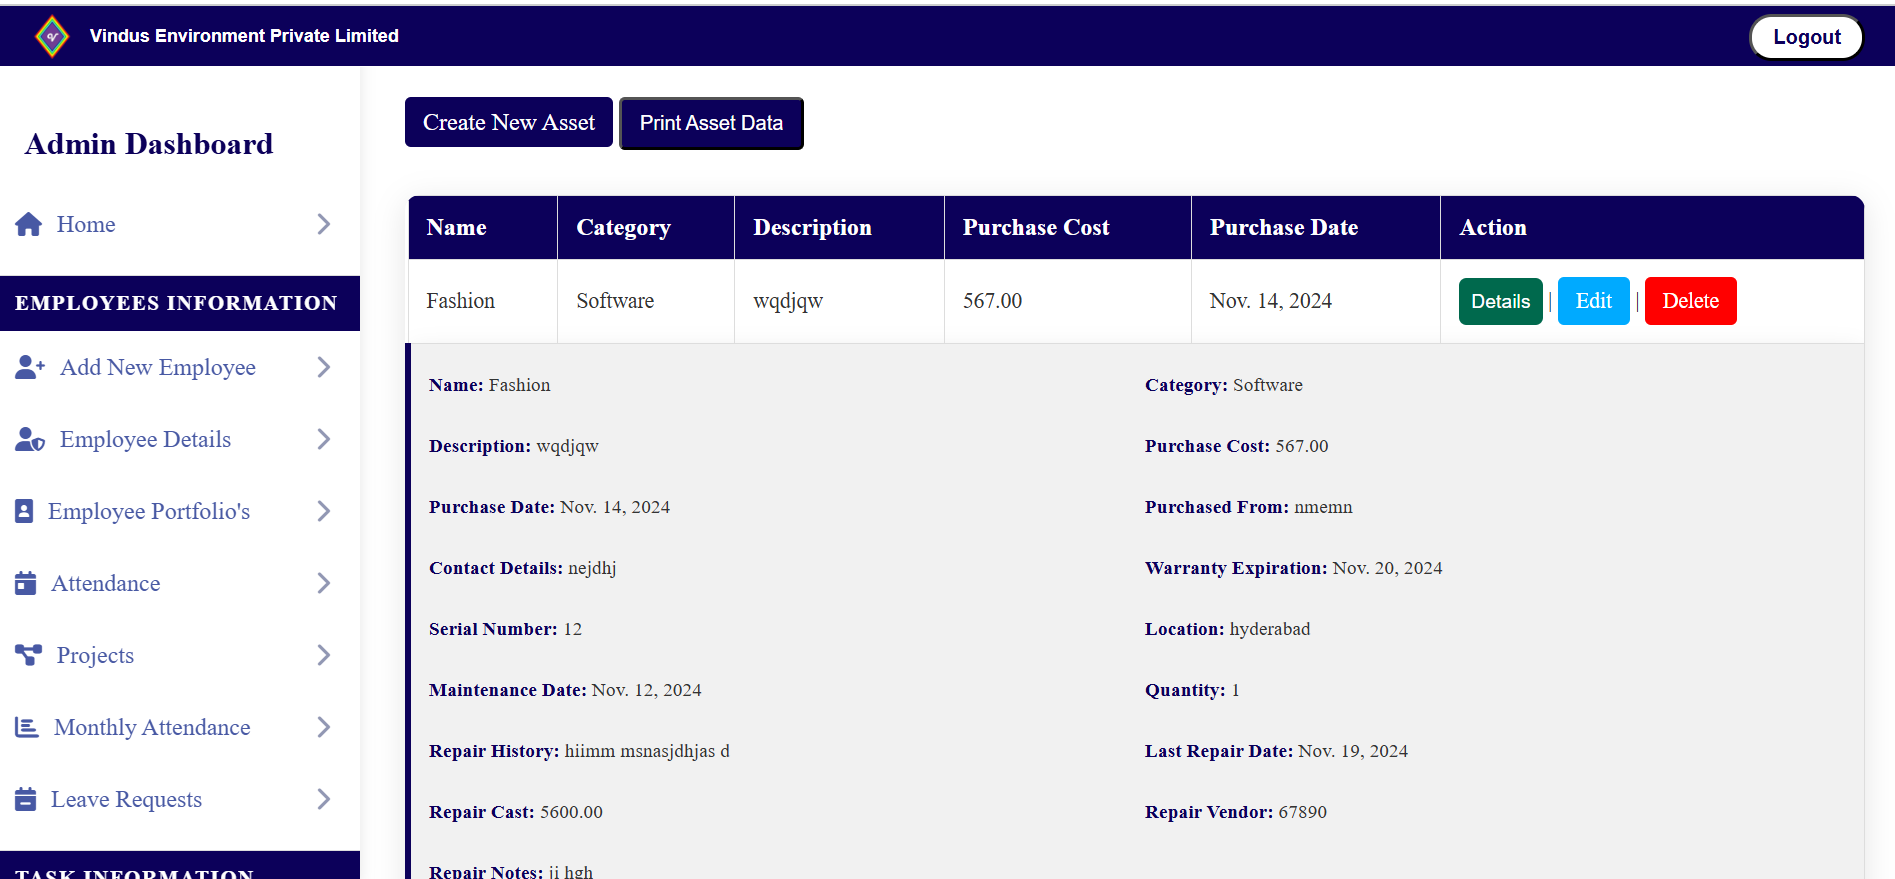 Vindus Environment Private Limited
Logout
Admin Dashboard
Home
EMPLOYEES INFORMATION
Add New Employee
Employee Details
Employee Portfolio's
Attendance
Projects
Monthly Attendance
Leave Requests
TASK INFORMATION
Create New Asset
Print Asset Data
Name Category Description Purchase Cost Purchase Date Action
Fashion Software wqdjqw 567.00 Nov. 14, 2024 Details | Edit | Delete
Name: Fashion
Category: Software
Description: wqdjqw
Purchase Cost: 567.00
Purchase Date: Nov. 14, 2024
Purchased From: nmemn
Contact Details: nejdhj
Warranty Expiration: Nov. 20, 2024
Serial Number: 12
Location: hyderabad
Maintenance Date: Nov. 12, 2024
Quantity: 1
Repair History: hiimm msnasjdhjas d
Last Repair Date: Nov. 19, 2024
Repair Cast: 5600.00
Repair Vendor: 67890
Repair Notes: jj hgh